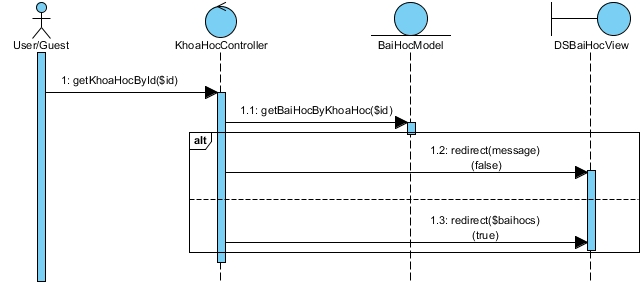 User/Guest
KhoaHocController
BaiHocModel
DSBaiHocView
1: getKhoaHocById($id)
1.1: getBaiHocByKhoaHoc($id)
alt
1.2: redirect(message)
(false)
1.3: redirect($baihocs)
(true)